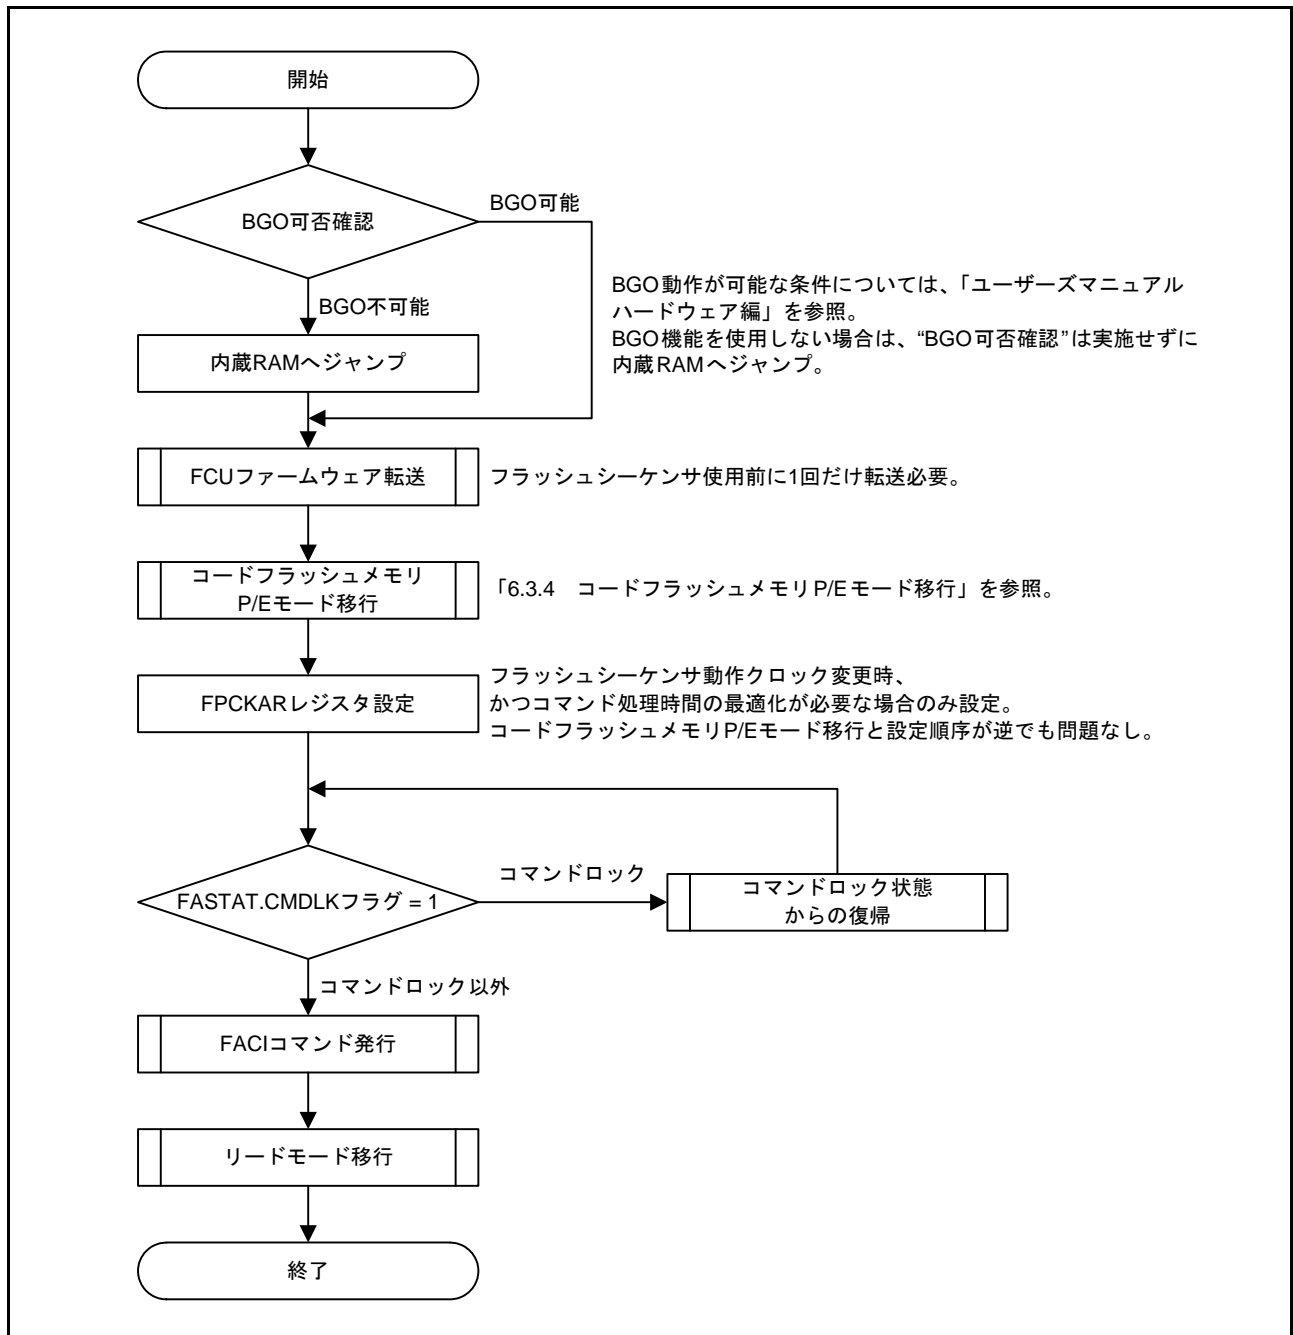 開始
BGO可否確認
BGO可能
BGO不可能
BGO動作が可能な条件については、「ユーザーズマニュアル
ハードウェア編」を参照。
BGO機能を使用しない場合は、“BGO可否確認”は実施せずに
内蔵RAMへジャンプ。
内蔵RAMへジャンプ
FCUファームウェア転送
フラッシュシーケンサ使用前に1回だけ転送必要。
コードフラッシュメモリ
P/Eモード移行
「6.3.4 コードフラッシュメモリP/Eモード移行」を参照。
FPCKARレジスタ設定
フラッシュシーケンサ動作クロック変更時、
かつコマンド処理時間の最適化が必要な場合のみ設定。
コードフラッシュメモリP/Eモード移行と設定順序が逆でも問題なし。
FASTAT.CMDLKフラグ = 1
コマンドロック
コマンドロック状態
からの復帰
コマンドロック以外
FACIコマンド発行
リードモード移行
終了